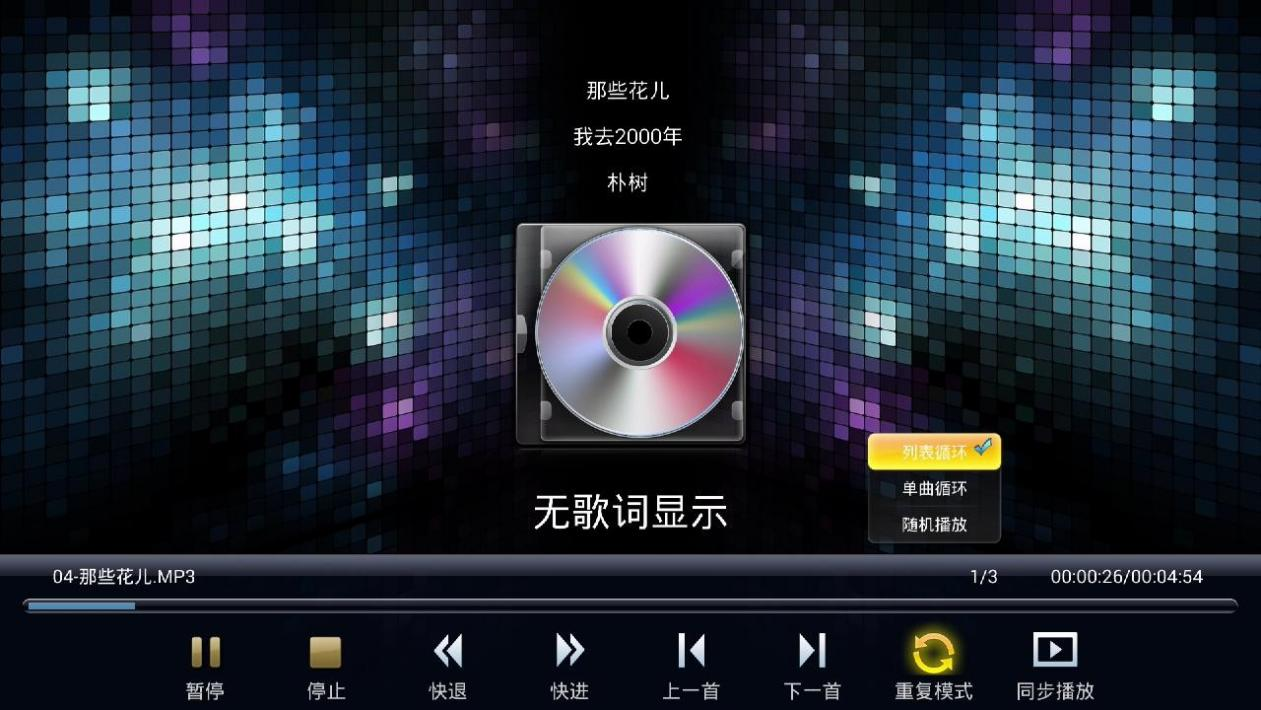 那些花儿
我去2000年
朴树
列表循环
单曲循环
随机播放
无歌词显示
04-那些花儿.MP3 1/3 00:00:26/00:04:54
暂停 停止 快退 快进 上一首 下一首 重复模式 同步播放